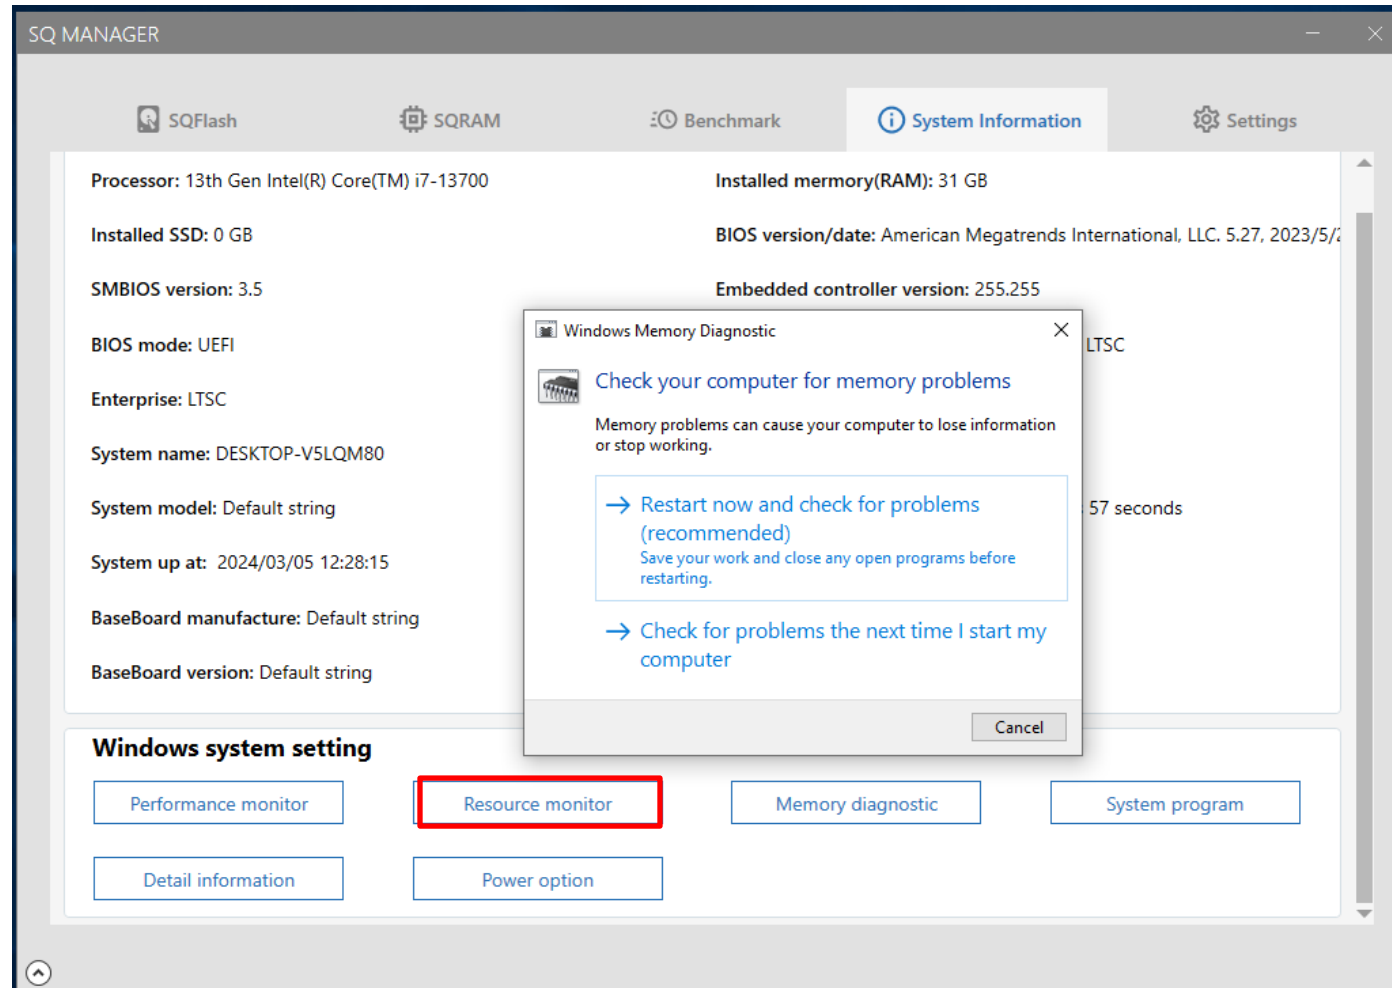 SQ MANAGER
SQFlash
SQRAM
Benchmark
System Information
Settings
Processor: 13th Gen Intel(R) Core(TM) i7-13700
Installed mermory(RAM): 31 GB
Installed SSD: 0 GB
BIOS version/date: American Megatrends International, LLC. 5.27, 2023/5/2
SMBIOS version: 3.5
Embedded controller version: 255.255
BIOS mode: UEFI
LTSC
Enterprise: LTSC
System name: DESKTOP-V5LQM80
System model: Default string
57 seconds
System up at: 2024/03/05 12:28:15
BaseBoard manufacture: Default string
BaseBoard version: Default string
Windows Memory Diagnostic
Check your computer for memory problems
Memory problems can cause your computer to lose information
or stop working.
Restart now and check for problems
(recommended)
Save your work and close any open programs before
restarting.
Check for problems the next time I start my
computer
Cancel
Windows system setting
Performance monitor
Resource monitor
Memory diagnostic
System program
Detail information
Power option